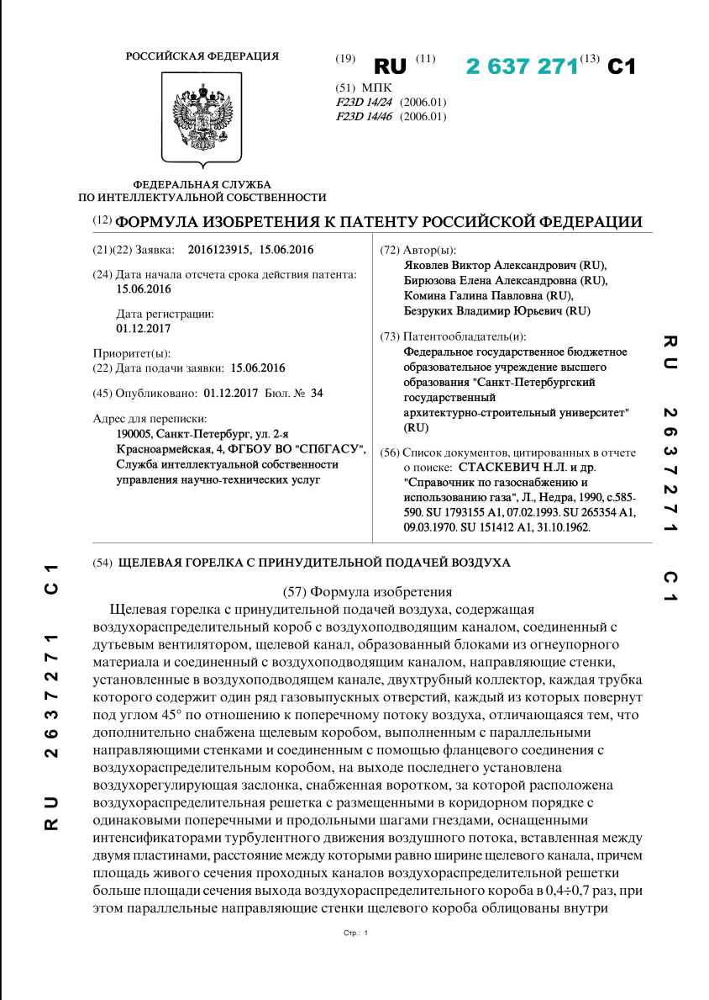 РОССИЙСКАЯ ФЕДЕРАЦИЯ
ФЕДЕРАЛЬНАЯ СЛУЖБА
ПО ИНТЕЛЛЕКТУАЛЬНОЙ СОБСТВЕННОСТИ
(19) RU (11) 2 637 271 (13) C1
(51) МПК
F23D 14/24 (2006.01)
F23D 14/46 (2006.01)
(12) ФОРМУЛА ИЗОБРЕТЕНИЯ К ПАТЕНТУ РОССИЙСКОЙ ФЕДЕРАЦИИ
(21)(22) Заявка: 2016123915, 15.06.2016
(24) Дата начала отсчета срока действия патента:
15.06.2016
Дата регистрации:
01.12.2017
Приоритет(ы):
(22) Дата подачи заявки: 15.06.2016
(45) Опубликовано: 01.12.2017 Бюл. № 34
Адрес для переписки:
190005, Санкт-Петербург, ул. 2-я
Красноармейская, 4, ФГБОУ ВО "СПбГАСУ",
Служба интеллектуальной собственности
управления научно-технических услуг
(72) Автор(ы):
Яковлев Виктор Александрович (RU),
Бирюзова Елена Александровна (RU),
Комина Галина Павловна (RU),
Безруких Владимир Юрьевич (RU)
(73) Патентообладатель(и):
Федеральное государственное бюджетное
образовательное учреждение высшего
образования "Санкт-Петербургский
государственный
архитектурно-строительный университет"
(RU)
(56) Список документов, цитированных в отчете
о поиске: СТАСКЕВИЧ Н.Л. и др.
"Справочник по газоснабжению и
использованию газа", Л., Недра, 1990, с.585-
590. SU 1793155 A1, 07.02.1993. SU 265354 A1,
09.03.1970. SU 151412 A1, 31.10.1962.
(54) ЩЕЛЕВАЯ ГОРЕЛКА С ПРИНУДИТЕЛЬНОЙ ПОДАЧЕЙ ВОЗДУХА
(57) Формула изобретения
Щелевая горелка с принудительной подачей воздуха, содержащая
воздухораспределительный короб с воздухоподводящим каналом, соединенный с
дутьевым вентилятором, щелевой канал, образованный блоками из огнеупорного
материала и соединенный с воздухоподводящим каналом, направляющие стенки,
установленные в воздухоподводящем канале, двухтрубный коллектор, каждая трубка
которого содержит один ряд газовыпускных отверстий, каждый из которых повернут
под углом 45° по отношению к поперечному потоку воздуха, отличающаяся тем, что
дополнительно снабжена щелевым коробом, выполненным с параллельными
направляющими стенками и соединенным с помощью фланцевого соединения с
воздухораспределительным коробом, на выходе последнего установлена
воздухорегулирующая заслонка, снабженная воротком, за которой расположена
воздухораспределительная решетка с размещенными в коридорном порядке с
одинаковыми поперечными и продольными шагами гнездами, оснащенными
интенсификаторами турбулентного движения воздушного потока, вставленная между
двумя пластинами, расстояние между которыми равно ширине щелевого канала, причем
площадь живого сечения проходных каналов воздухораспределительной решетки
больше площади сечения выхода воздухораспределительного короба в 0,4÷0,7 раз, при
этом параллельные направляющие стенки щелевого короба облицованы внутри
Стр.: 1
RU 2637271 C1
RU 2637271 C1